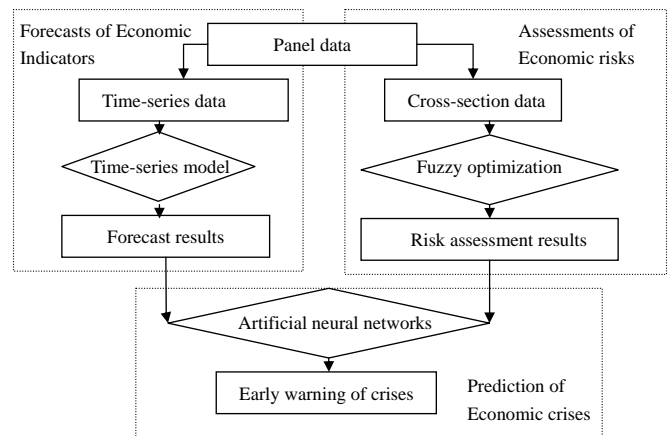 Forecasts of Economic
Indicators
Panel data
Assessments of
Economic risks
Time-series data
Cross-section data
Time-series model
Fuzzy optimization
Forecast results
Risk assessment results
Artificial neural networks
Early warning of crises
Prediction of
Economic crises